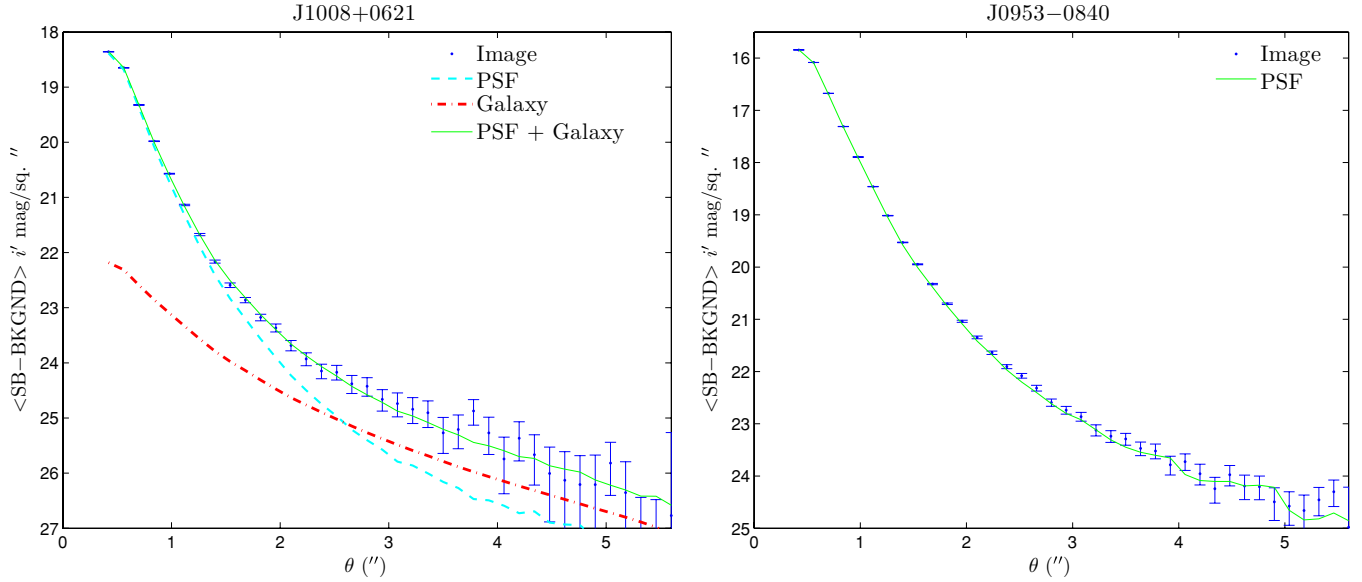 J1008+0621
18
19
20
21
22
23
24
25
26
27
0
1
2
3
4
5
<SB−BKGND> i′ mag/sq. ″
θ (″)
Image
PSF
Galaxy
PSF + Galaxy
J0953−0840
16
17
18
19
20
21
22
23
24
25
0
1
2
3
4
5
<SB−BKGND> i′ mag/sq. ″
θ (″)
Image
PSF